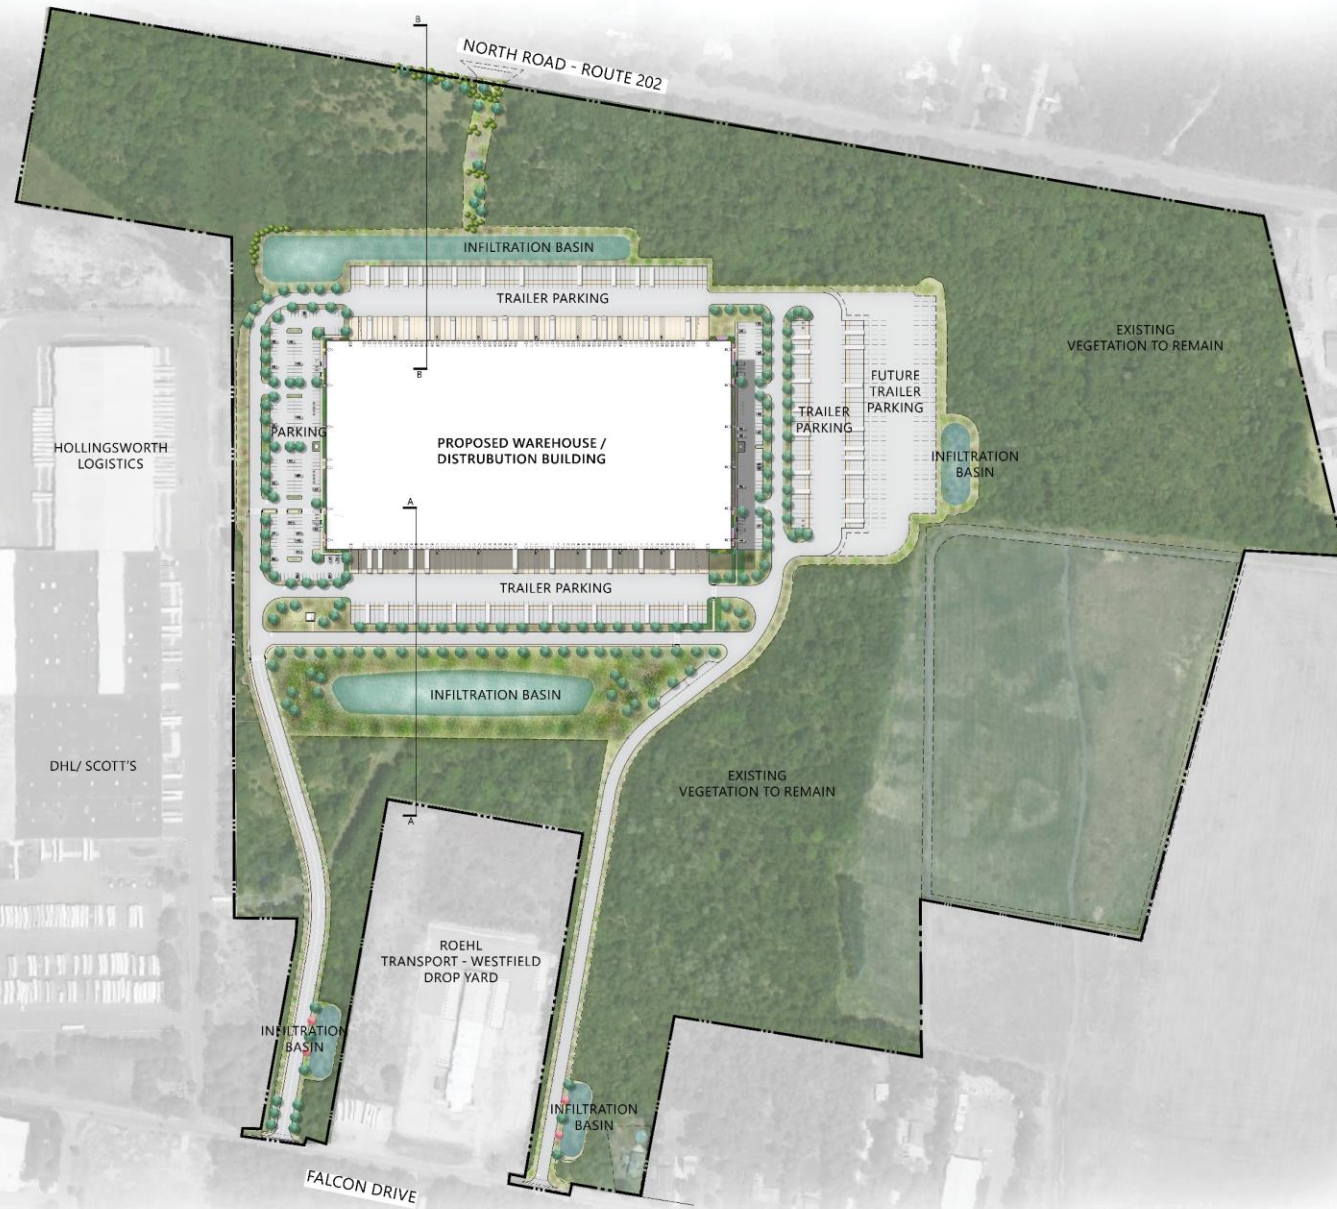 B
NORTH ROAD - ROUTE 202
INFILTRATION BASIN
TRAILER PARKING
B
EXISTING
VEGETATION TO REMAIN
FUTURE
TRAILER
PARKING
TRAILER
PARKING
PARKING
HOLLINGSWORTH
LOGISTICS
PROPOSED WAREHOUSE /
DISTRUBUTION BUILDING
INFILTRATION
BASIN
A
TRAILER PARKING
INFILTRATION BASIN
DHL/ SCOTT'S
EXISTING
VEGETATION TO REMAIN
A
ROEHL
TRANSPORT - WESTFIELD
DROP YARD
INFILTRATION
BASIN
INFILTRATION
BASIN
FALCON DRIVE